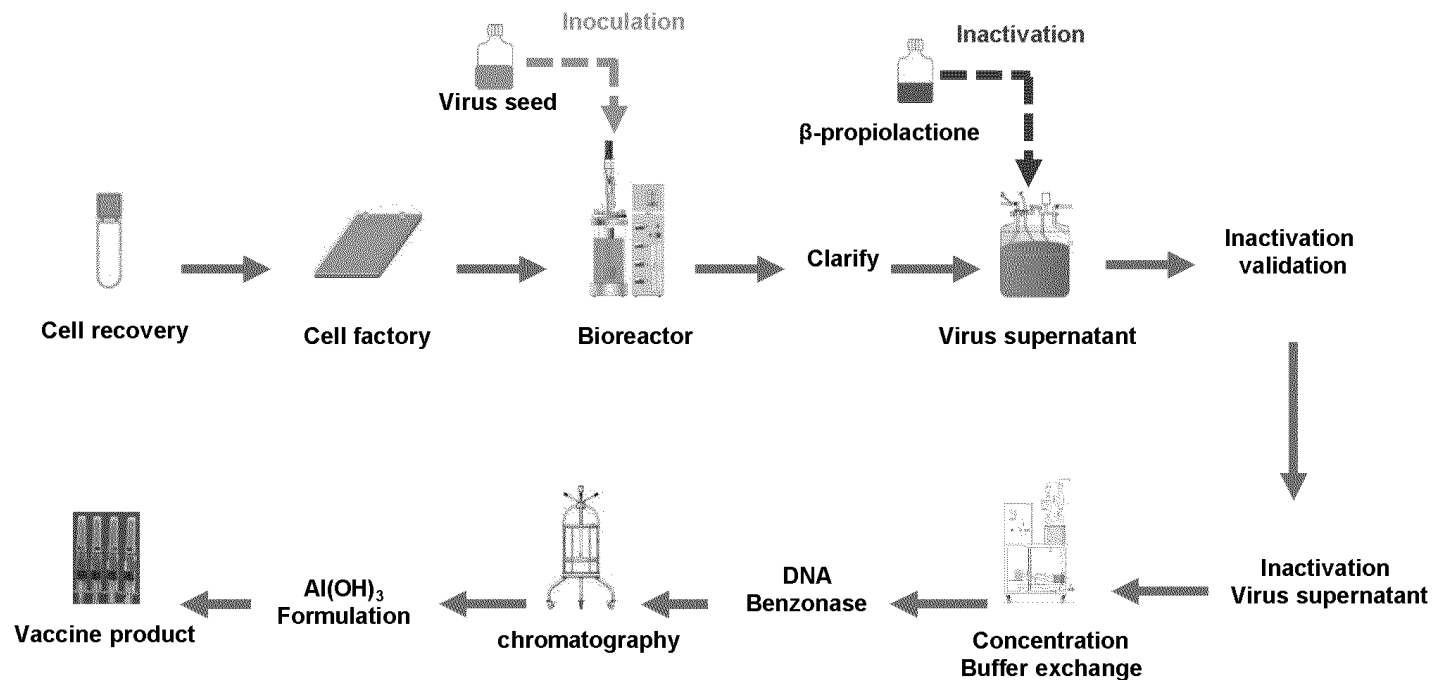 Inoculation
Virus seed
Inactivation
β-propiolactione
Cell recovery
Cell factory
Bioreactor
Clarify
Virus supernatant
Inactivation
validation
Inactivation
Virus supernatant
Concentration
Buffer exchange
DNA
Benzonase
chromatography
Al(OH)₃
Formulation
Vaccine product